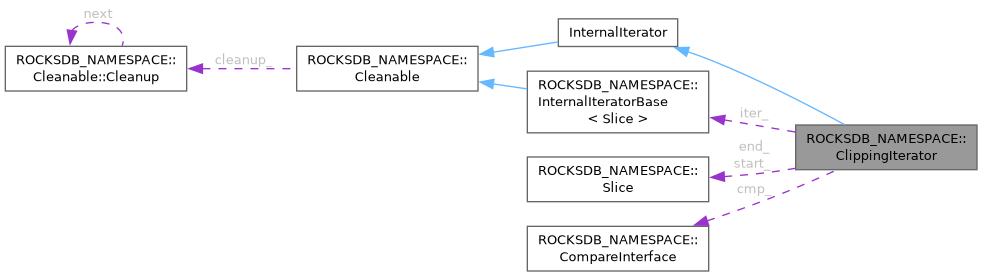 next
ROCKSDB_NAMESPACE::
Cleanable::Cleanup
cleanup_
ROCKSDB_NAMESPACE::
Cleanable
InternalIterator
ROCKSDB_NAMESPACE::
InternalIteratorBase
< Slice >
ROCKSDB_NAMESPACE::
Slice
ROCKSDB_NAMESPACE::
CompareInterface
iter_
end_
start_
cmp_
ROCKSDB_NAMESPACE::
ClippingIterator